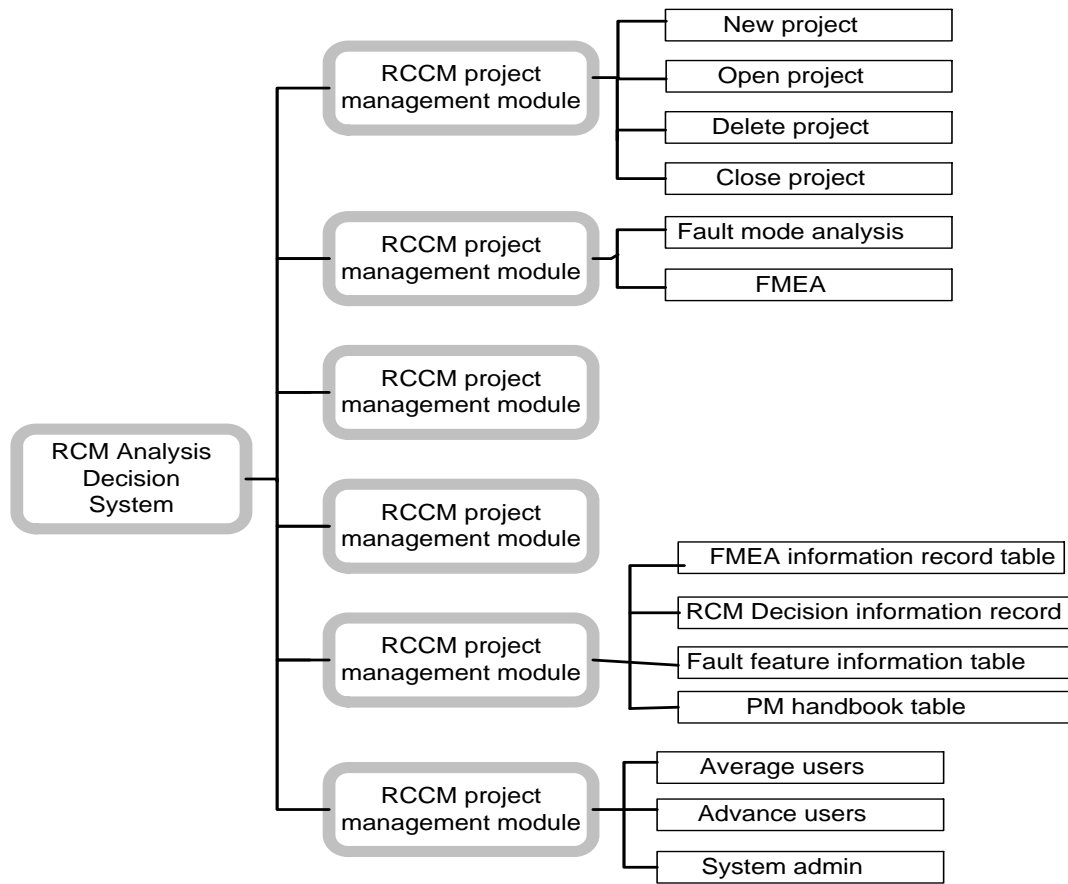 RCM Analysis
Decision
System
RCCM project
management module
New project
Open project
Delete project
Close project
RCCM project
management module
Fault mode analysis
FMEA
RCCM project
management module
RCCM project
management module
RCCM project
management module
FMEA information record table
RCM Decision information record
Fault feature information table
PM handbook table
RCCM project
management module
Average users
Advance users
System admin